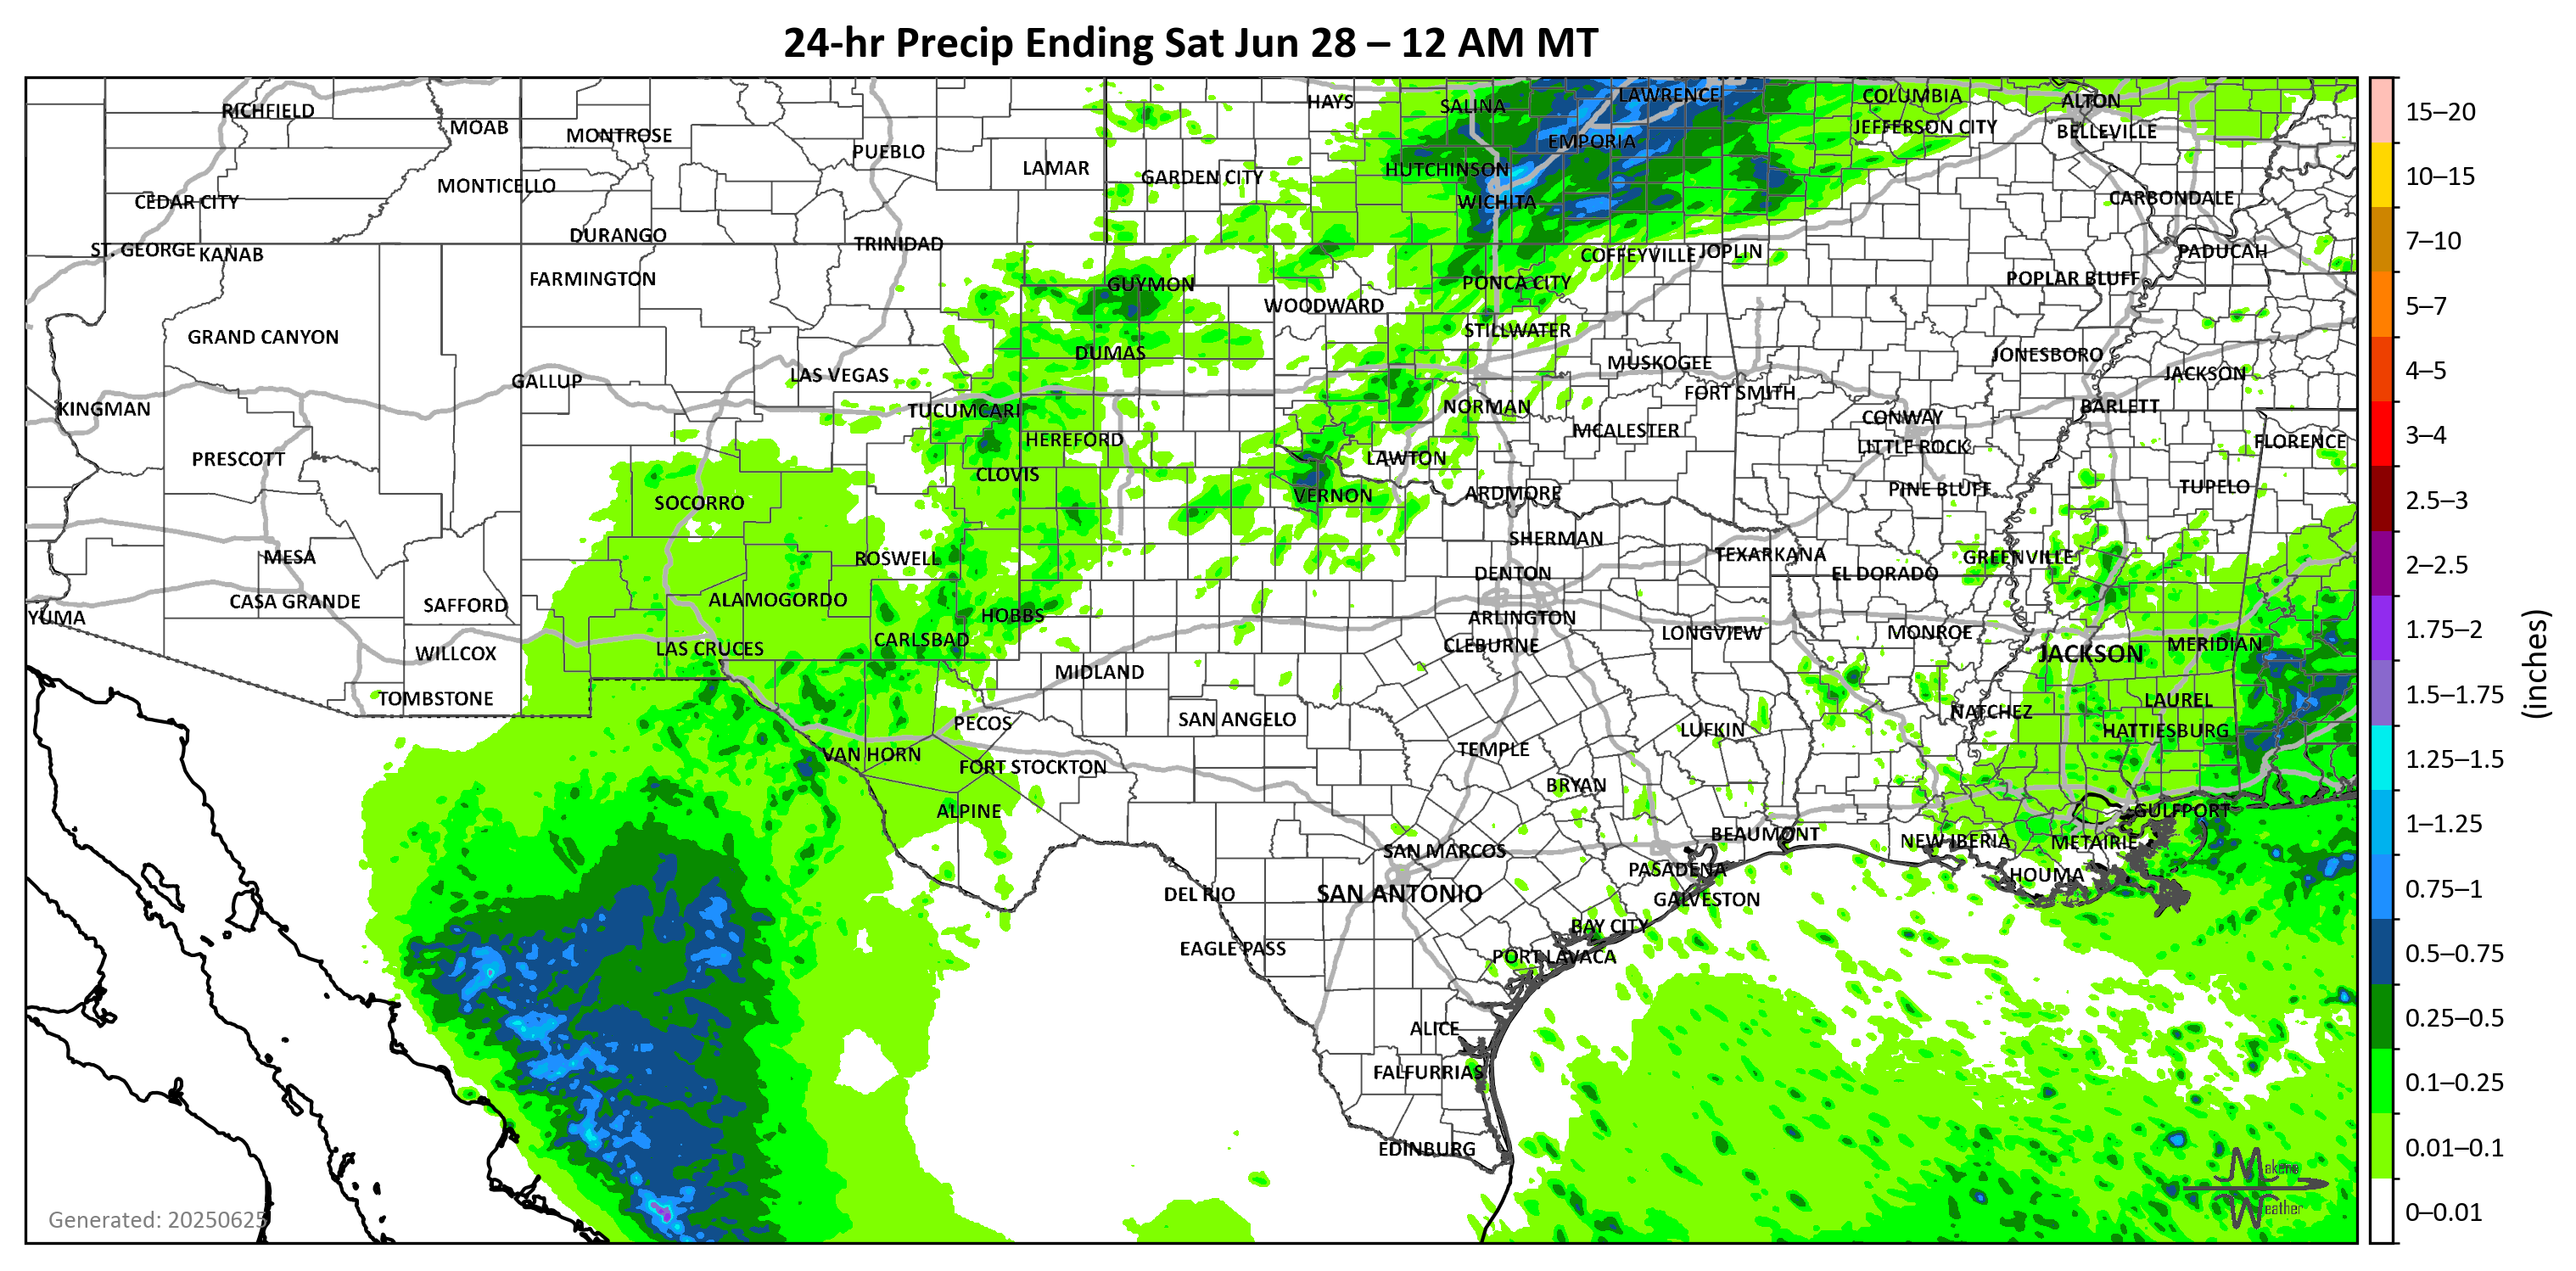 24-hr Precip Ending Sat Jun 28 – 12 AM MT
RICHFIELD
MOAB
MONTROSE
PUEBLO
LAMAR
HAYS
SALINA
LAWRENCE
COLUMBIA
ALTON
JEFFERSON CITY
BELLEVILLE
EMPORIA
HUTCHINSON
GARDEN CITY
MONTICELLO
CEDAR CITY
WICHITA
CARBONDALE
DURANGO
TRINIDAD
ST. GEORGE
KANAB
COFFEYVILLE
JOPLIN
PADUCAH
FARMINGTON
GUYMON
PONCA CITY
POPLAR BLUFF
WOODWARD
GRAND CANYON
STILLWATER
DUMAS
MUSKOGEE
JONESBORO
GALLUP
LAS VEGAS
JACKSON
FORT SMITH
KINGMAN
TUCUMCARI
NORMAN
BARLETT
CONWAY
HEREFORD
MCALESTER
LITTLE ROCK
FLORENCE
PRESCOTT
CLOVIS
LAWTON
SOCORRO
VERNON
ARDMORE
PINE BLUFF
TUPELO
MESA
ROSWELL
SHERMAN
TEXARKANA
GREENVILLE
DENTON
EL DORADO
CASA GRANDE
SAFFORD
ALAMOGORDO
YUMA
HOBBS
ARLINGTON
CARLSBAD
LONGVIEW
MONROE
WILLCOX
LAS CRUCES
CLEBURNE
JACKSON
MERIDIAN
MIDLAND
TOMBSTONE
LAUREL
PECOS
SAN ANGELO
NATCHEZ
LUFKIN
HATTIESBURG
VAN HORN
TEMPLE
FORT STOCKTON
BRYAN
ALPINE
GULFPORT
BEAUMONT
NEW IBERIA
METAIRIE
SAN MARCOS
PASADENA
HOUMA
DEL RIO
SAN ANTONIO
GALVESTON
BAY CITY
EAGLE PASS
PORT LAVACA
ALICE
FALFURRIAS
EDINBURG
Generated: 20250625
Makens
Weather
15–20
10–15
7–10
5–7
4–5
3–4
2.5–3
2–2.5
1.75–2
1.5–1.75
1.25–1.5
1–1.25
0.75–1
0.5–0.75
0.25–0.5
0.1–0.25
0.01–0.1
0–0.01
(inches)